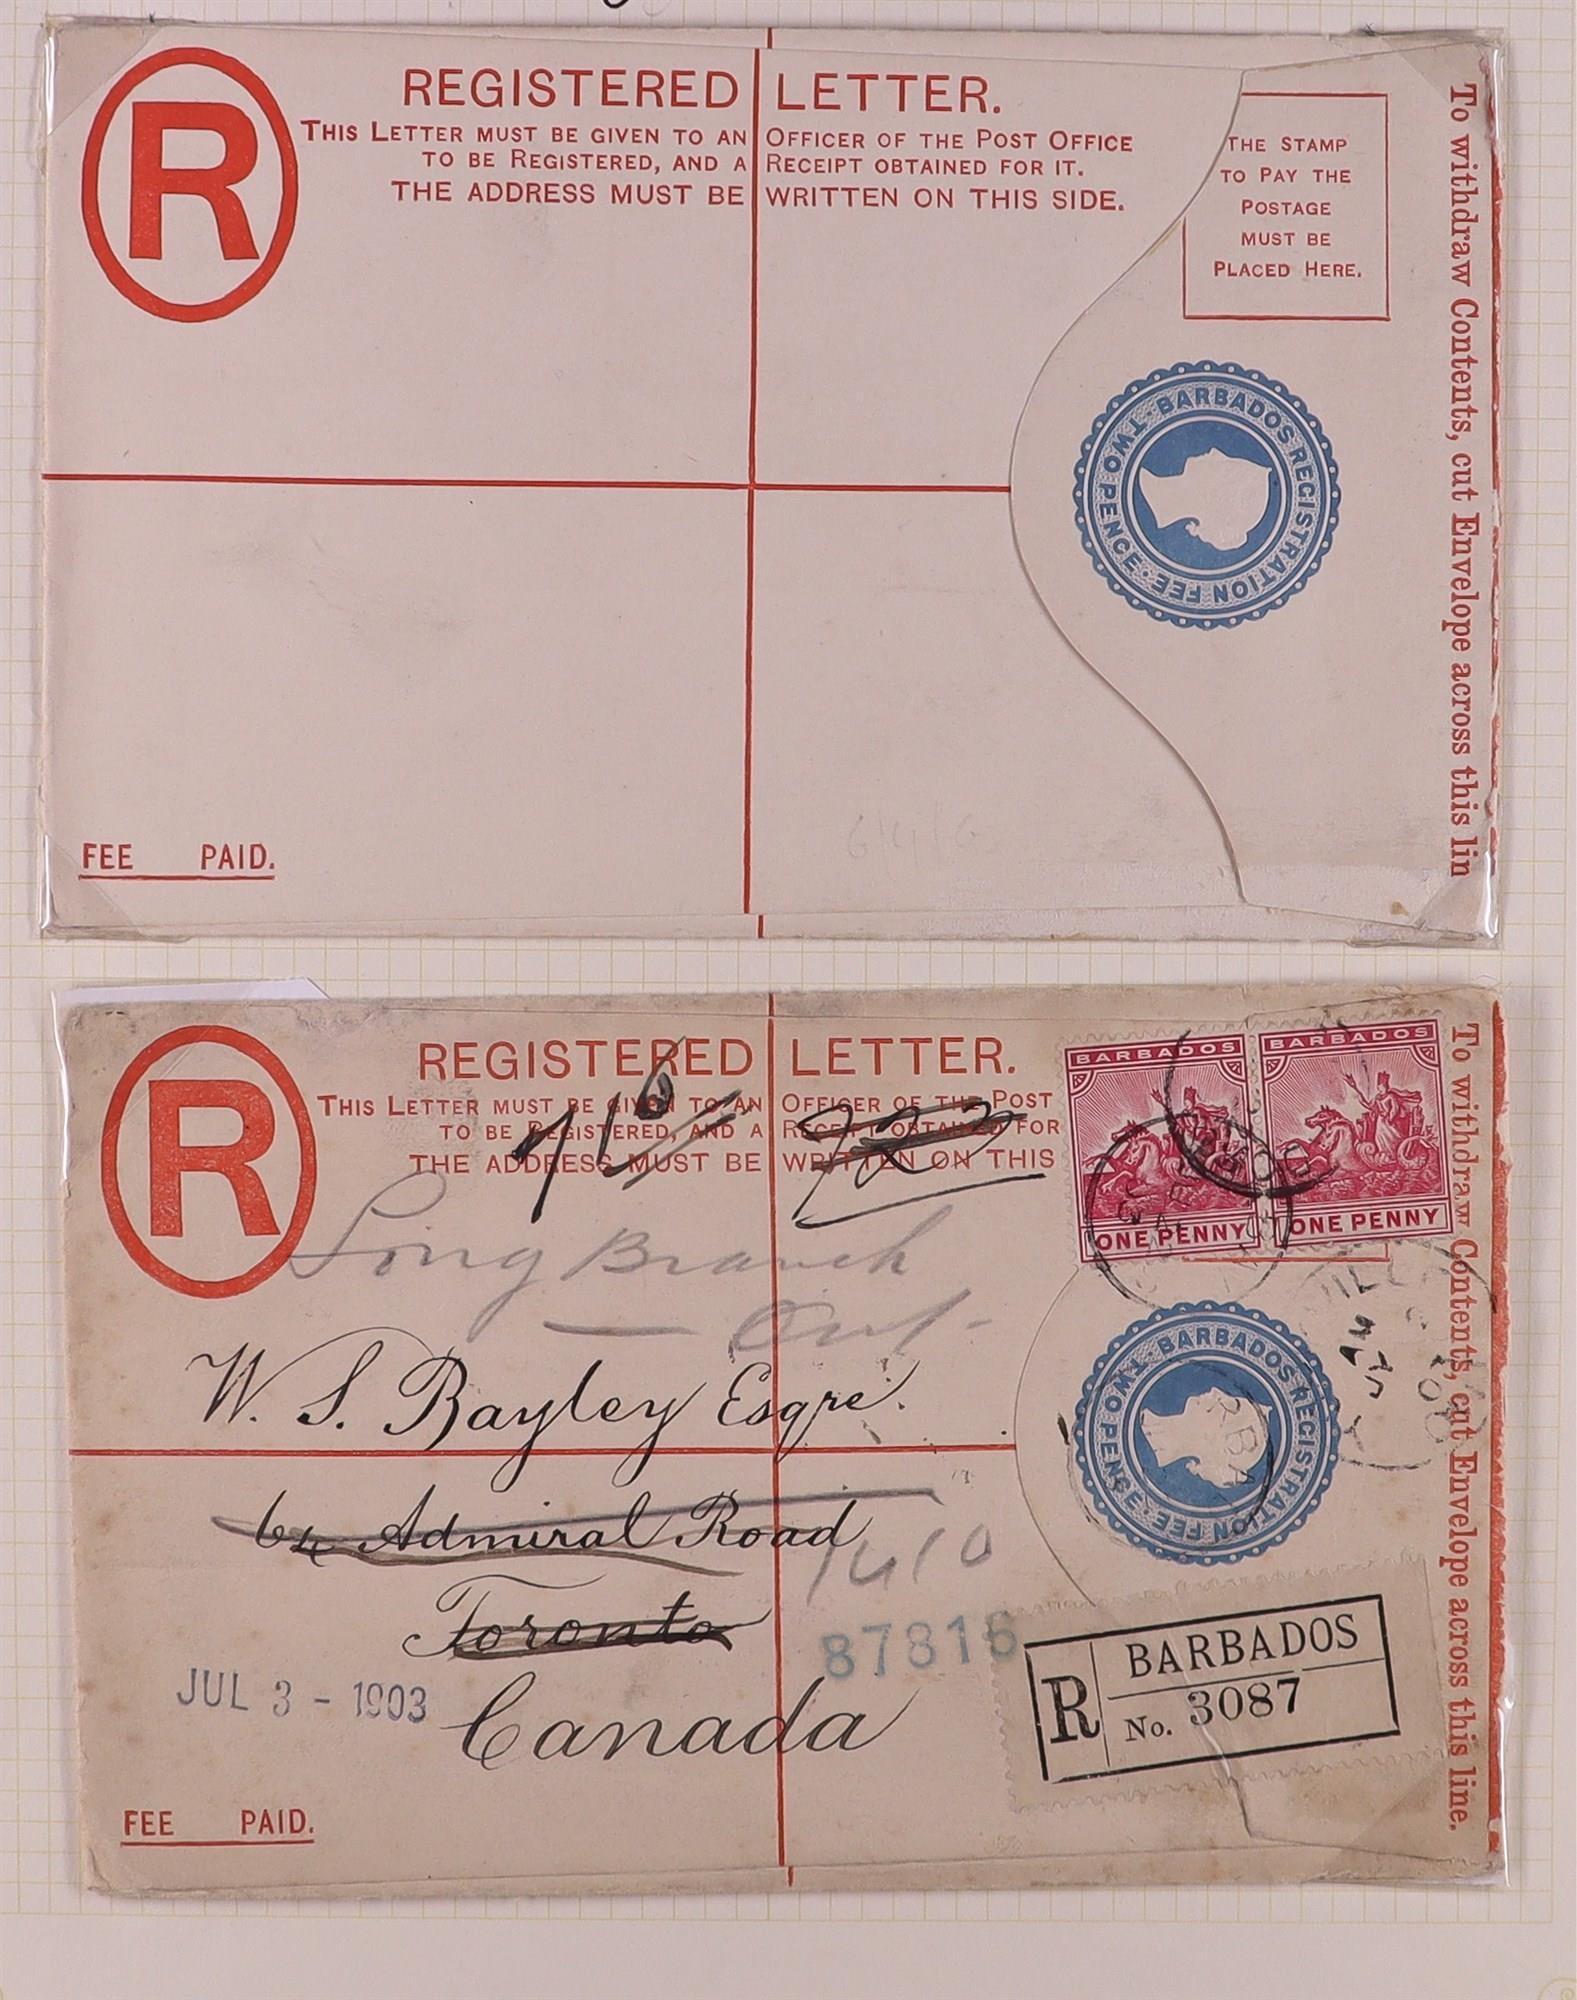 REGISTERED LETTER.
THIS LETTER MUST BE GIVEN TO AN OFFICER OF THE POST OFFICE
TO BE REGISTERED, AND A RECEIPT OBTAINED FOR IT.
THE ADDRESS MUST BE WRITTEN ON THIS SIDE.
R
THE STAMP
TO PAY THE
POSTAGE
MUST BE
PLACED HERE.
To withdraw Contents, cut Envelope across this lin
BARBADOS REGISTRATION FEE
TWO PENCE
FEE PAID.
REGISTERED LETTER.
THIS LETTER MUST BE GIVEN TO AN OFFICER OF THE POST
TO BE REGISTERED, AND A RECEIPT OBTAINED FOR
THE ADDRESS MUST BE WRITTEN ON THIS
R
BARBADOS
ONE PENNY
BARBADOS
ONE PENNY
To withdraw Contents, cut Envelope across this line.
Long Branch
Ont-
W. S. Bayley Esqre.
64 Admiral Road
Toronto
Canada
1410
87816
JUL 3 - 1903
BARBADOS REGISTRATION FEE
TWO PENCE
R
BARBADOS
No. 3087
FEE PAID.